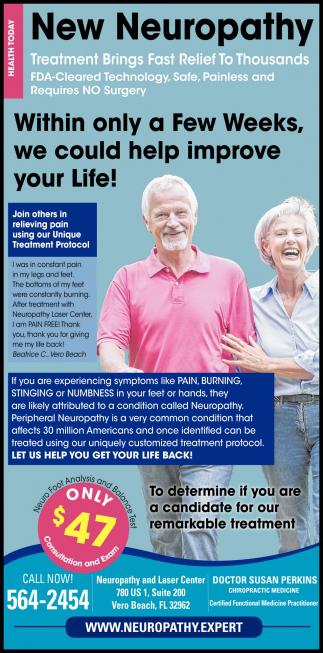 HEALTH TODAY
New Neuropathy
Treatment Brings Fast Relief To Thousands
FDA-Cleared Technology, Safe, Painless and
Requires NO Surgery
Within only a Few Weeks,
we could help improve
your Life!
Join others in
relieving pain
using our Unique
Treatment Protocol
I was in constant pain
in my legs and feet.
The bottoms of my feet
were constantly burning.
After treatment with
Neuropathy Laser Center,
I am PAIN FREE! Thank
you, thank you for giving
me my life back!
Beatrice C., Vero Beach
If you are experiencing symptoms like PAIN, BURNING,
STINGING or NUMBNESS in your feet or hands, they
are likely attributed to a condition called Neuropathy.
Peripheral Neuropathy is a very common condition that
affects 30 million Americans and once identified can be
treated using our uniquely customized treatment protocol.
LET US HELP YOU GET YOUR LIFE BACK!
Neuro Foot Analysis and Balance Test
ONLY
$47
Consultation and Exam
To determine if you are
a candidate for our
remarkable treatment
CALL NOW!
564-2454
Neuropathy and Laser Center
780 US 1, Suite 200
Vero Beach, FL 32962
DOCTOR SUSAN PERKINS
CHIROPRACTIC MEDICINE
Certified Functional Medicine Practitioner
WWW.NEUROPATHY.EXPERT